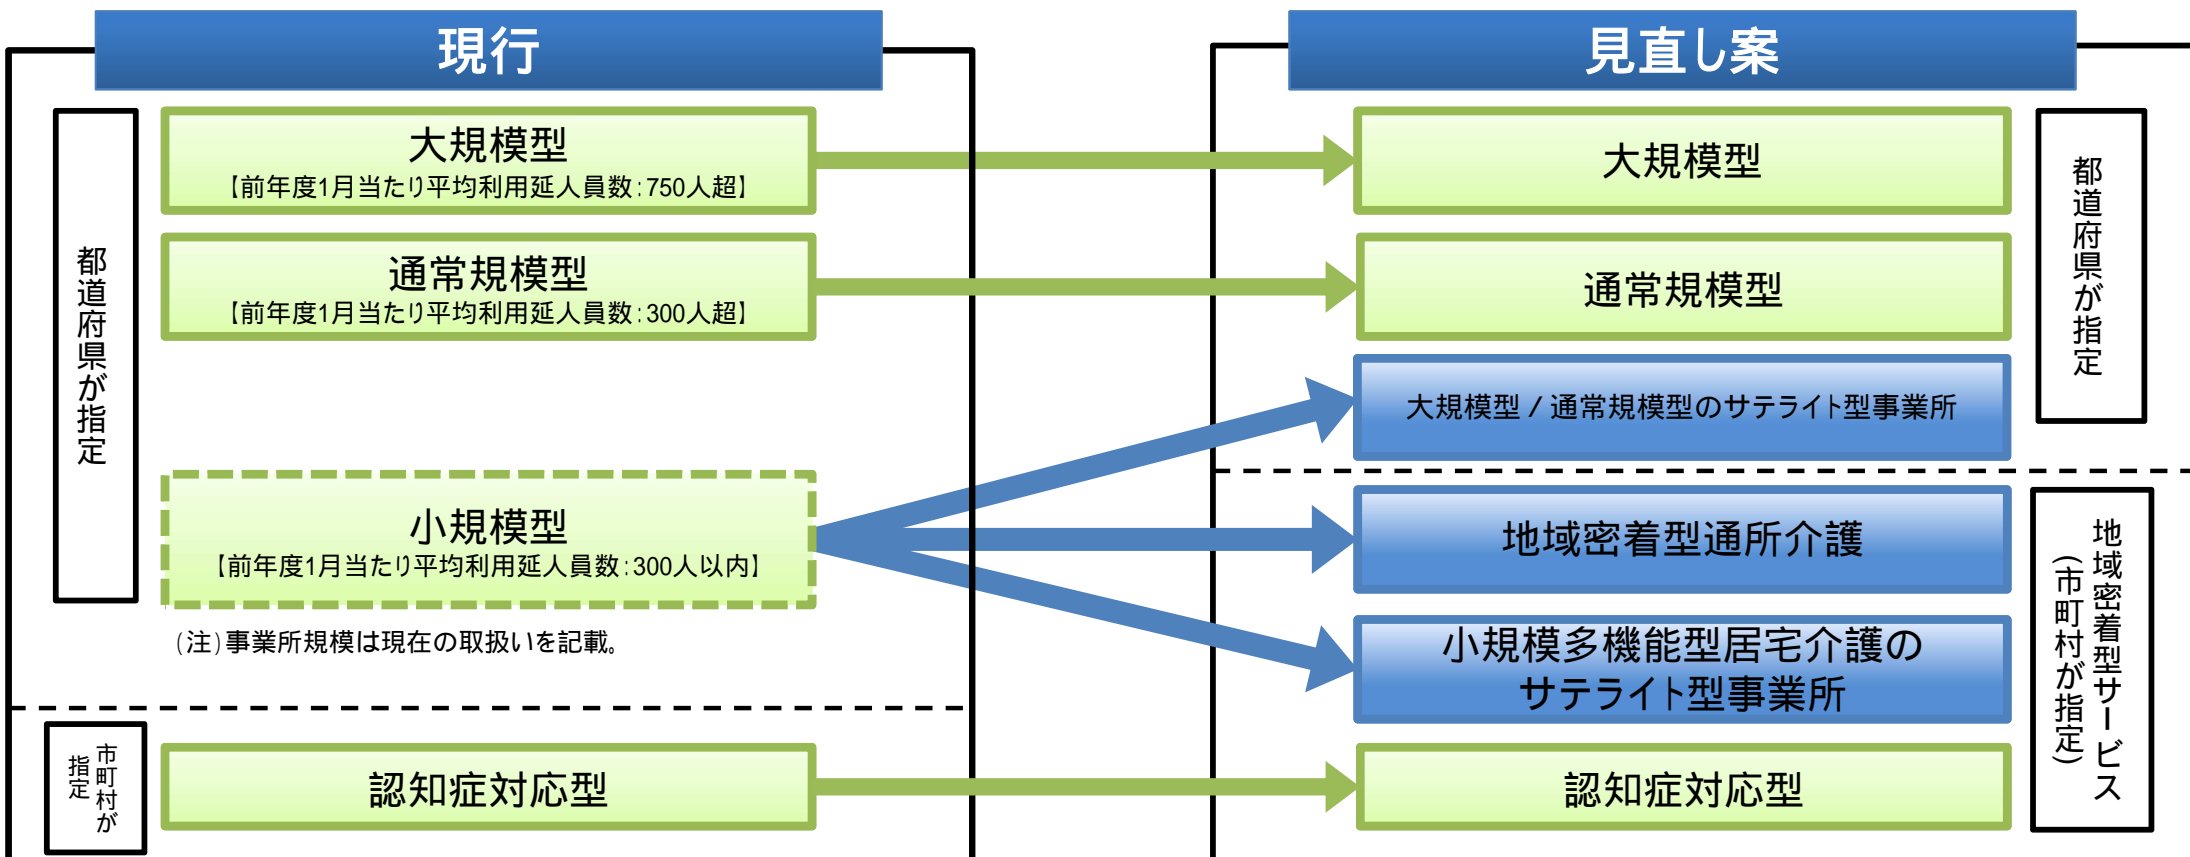 現行
都道府県が指定
大規模型
【前年度1月当たり平均利用延人員数:750人超】
通常規模型
【前年度1月当たり平均利用延人員数:300人超】
小規模型
【前年度1月当たり平均利用延人員数:300人以内】
(注)事業所規模は現在の取扱いを記載。
市町村が
指定
認知症対応型
見直し案
大規模型
通常規模型
大規模型/通常規模型のサテライト型事業所
都道府県が指定
地域密着型通所介護
小規模多機能型居宅介護の
サテライト型事業所
認知症対応型
地域密着型サービス
(市町村が指定)